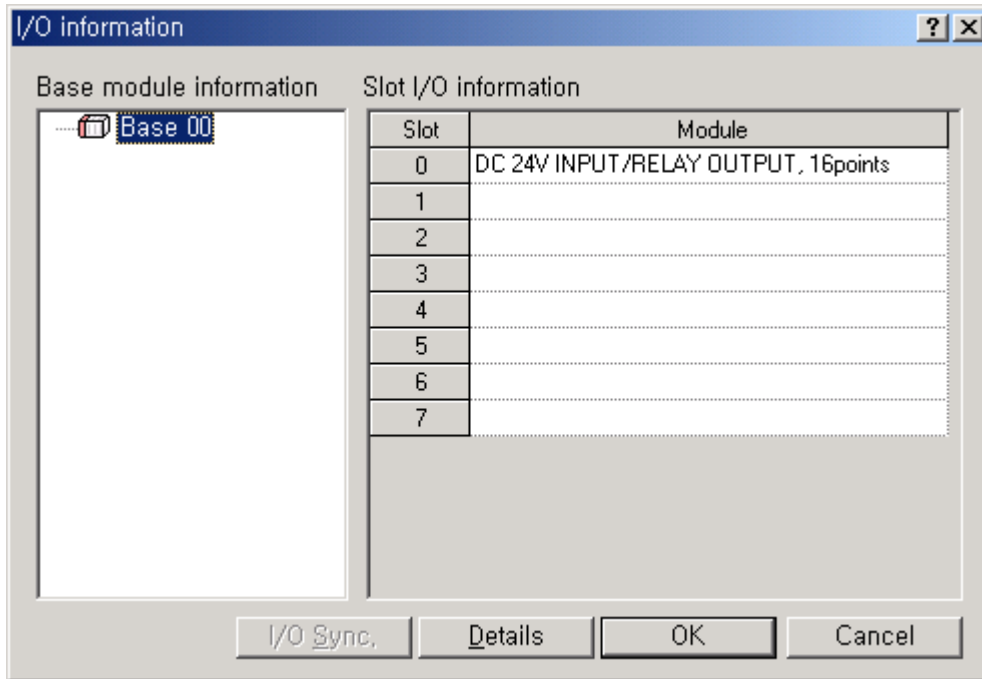 I/O information
Base module information
Base 00
Slot I/O information
Slot Module
0 DC 24V INPUT/RELAY OUTPUT, 16points
1
2
3
4
5
6
7
I/O Sync,
Details
OK
Cancel